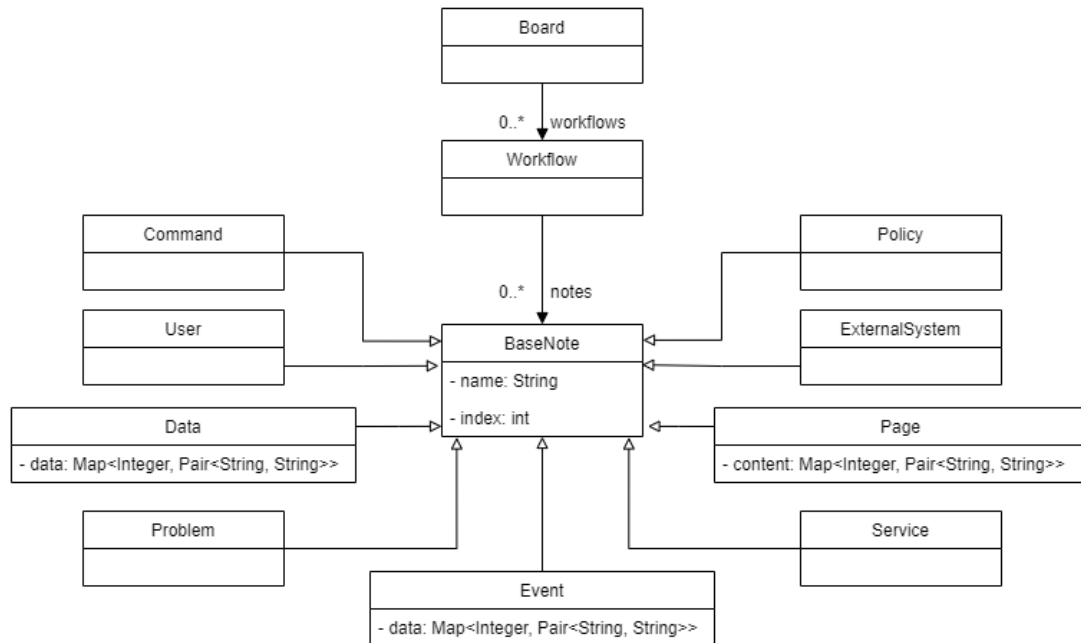 Board
0..* workflows
Workflow
Command
Policy
0..* notes
User
BaseNote
ExternalSystem
- name: String
- index: int
Data
- data: Map<Integer, Pair<String, String>>
Page
- content: Map<Integer, Pair<String, String>>
Problem
Service
Event
- data: Map<Integer, Pair<String, String>>